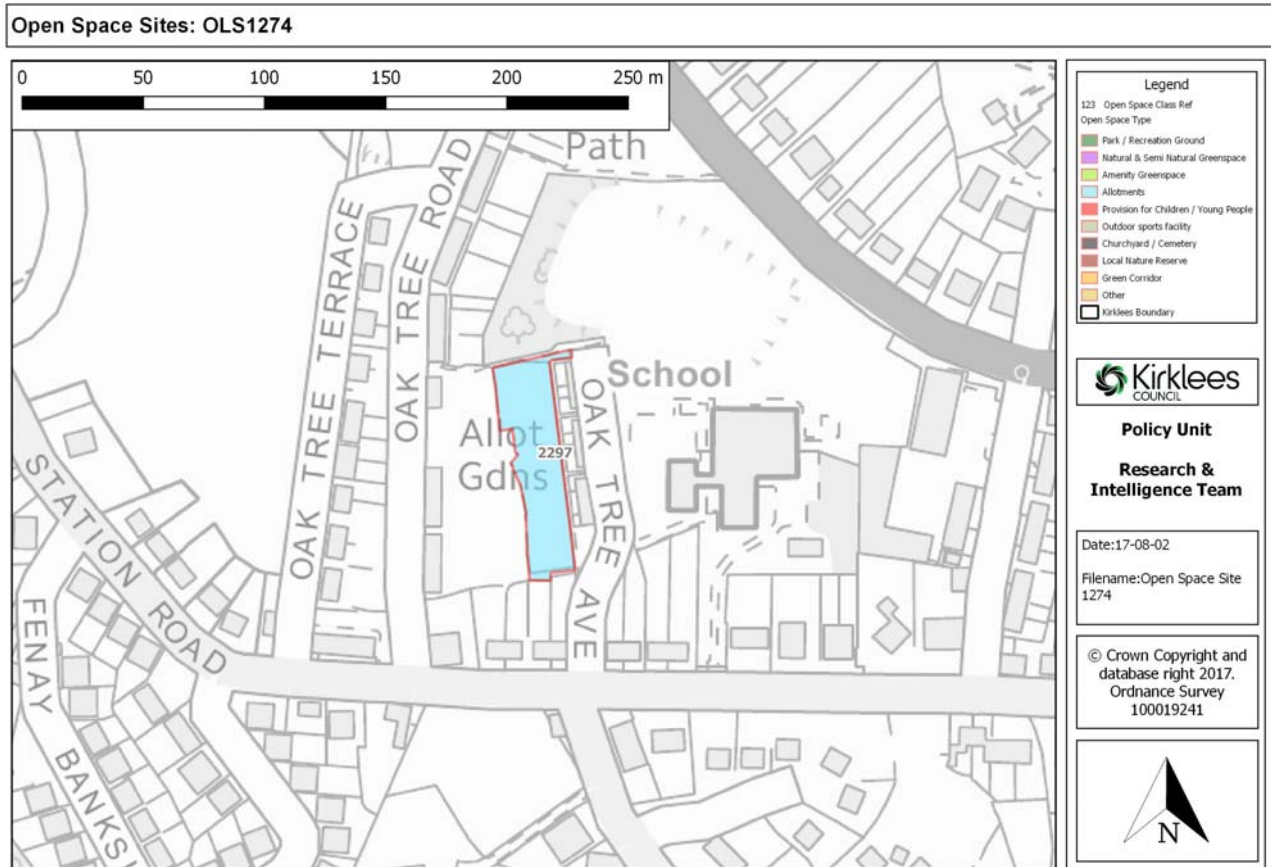 Open Space Sites: OLS1274
0 50 100 150 200 250 m
Path
OAK TREE ROAD
OAK TREE TERRACE
School
Allot
Gdns
2297
OAK TREE AVE
STATION ROAD
FENAY
Legend
123 Open Space Class Ref
Open Space Type
Park / Recreation Ground
Natural & Semi Natural Greenspace
Amenity Greenspace
Allotments
Provision for Children / Young People
Outdoor sports facility
Churchyard / Cemetery
Local Nature Reserve
Green Corridor
Other
Kirklees Boundary
Kirklees
COUNCIL
Policy Unit
Research &
Intelligence Team
Date:17-08-02
Filename:Open Space Site
1274
© Crown Copyright and
database right 2017.
Ordnance Survey
100019241
N